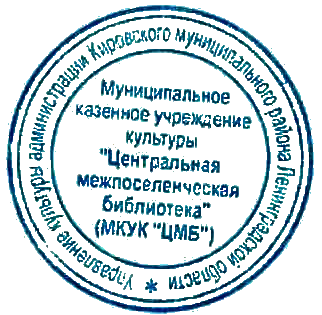 Управление культуры администрации Кировского муниципального района Ленинградской области *
Муниципальное
казенное учреждение
культуры
"Центральная
межпоселенческая
библиотека"
(МКУК "ЦМБ")